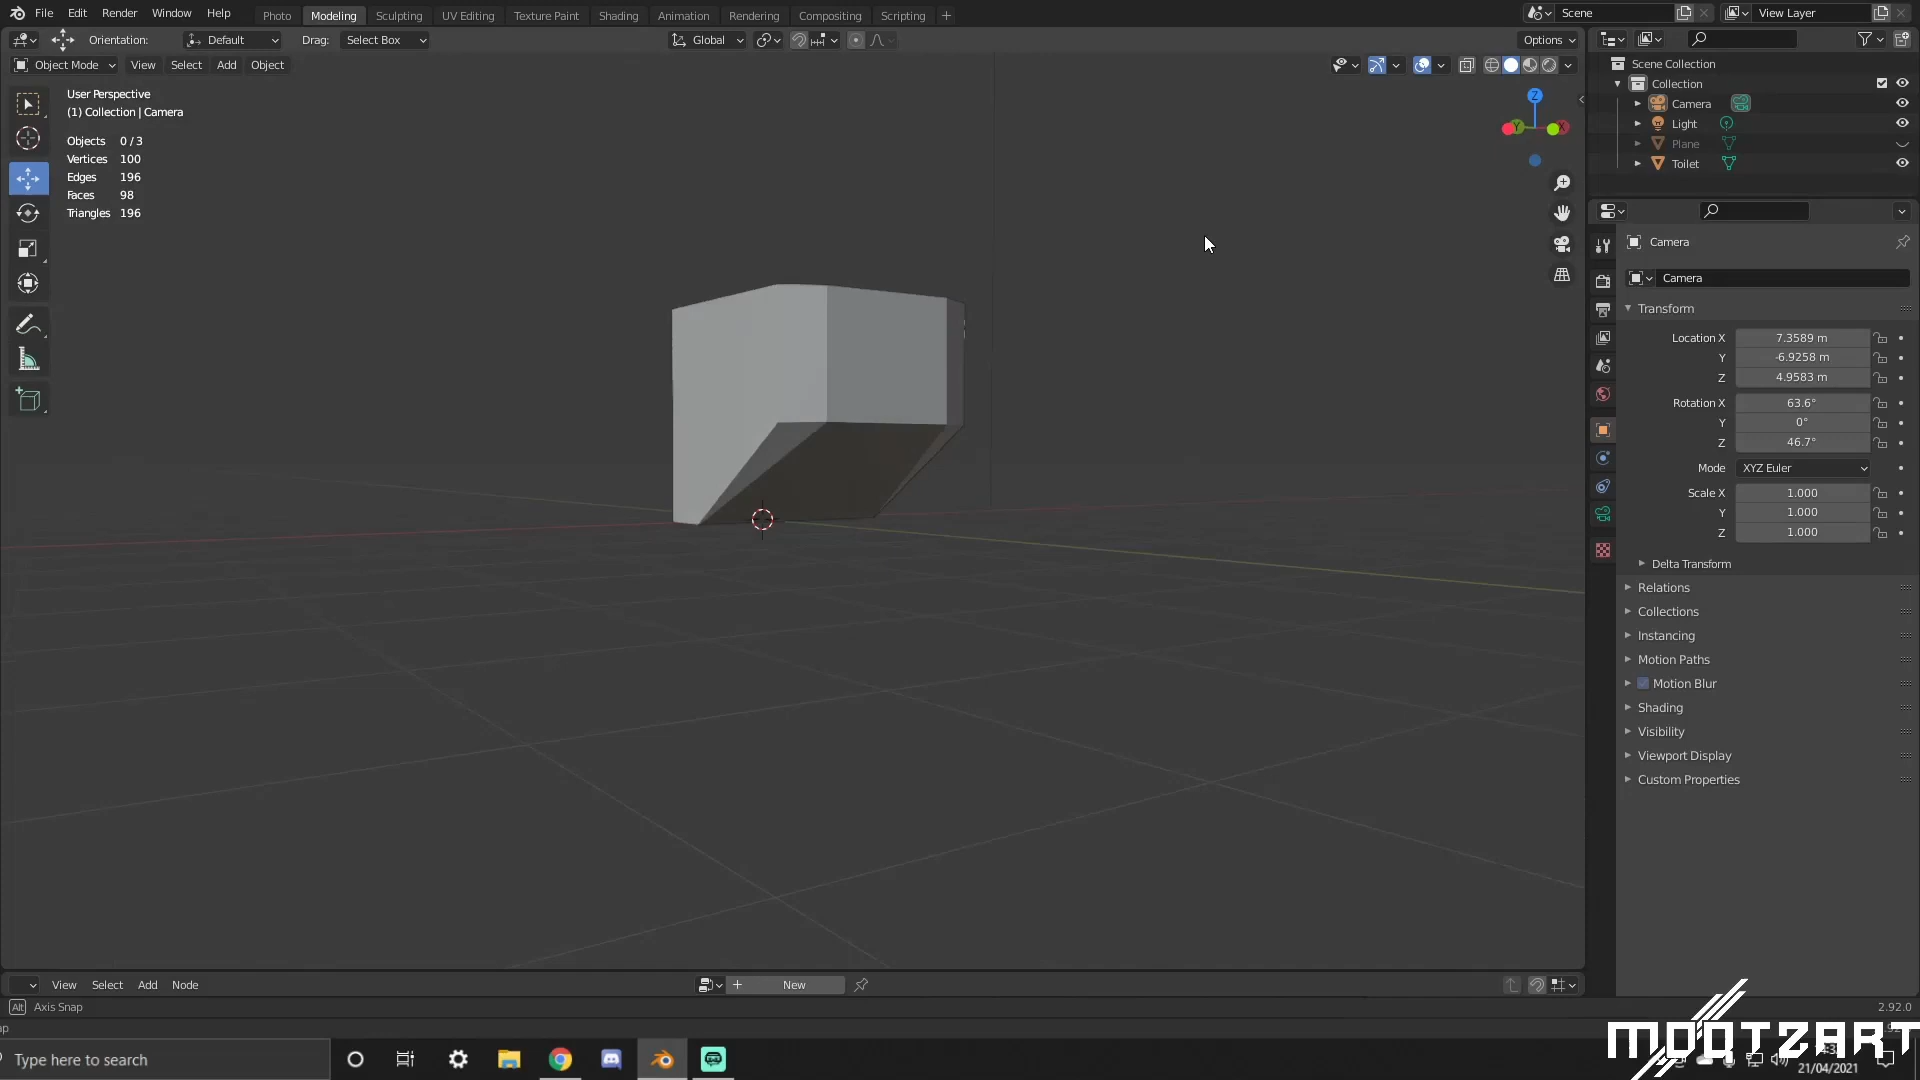 File Edit Render Window Help Photo Modeling Sculpting UV Editing Texture Paint Shading Animation Rendering Compositing Scripting + Scene View Layer
Orientation: Default Drag: Select Box Global Options
Object Mode View Select Add Object
User Perspective
(1) Collection | Camera
Objects 0 / 3
Vertices 100
Edges 196
Faces 98
Triangles 196
Z
Y
X
Scene Collection
Collection
Camera
Light
Plane
Toilet
Camera
Camera
Transform
Location X 7.3589 m
Y -6.9258 m
Z 4.9583 m
Rotation X 63.6°
Y 0°
Z 46.7°
Mode XYZ Euler
Scale X 1.000
Y 1.000
Z 1.000
Delta Transform
Relations
Collections
Instancing
Motion Paths
Motion Blur
Shading
Visibility
Viewport Display
Custom Properties
View Select Add Node + New
Alt Axis Snap 2.92.0
ap
MOOTZART
Type here to search
21/04/2021